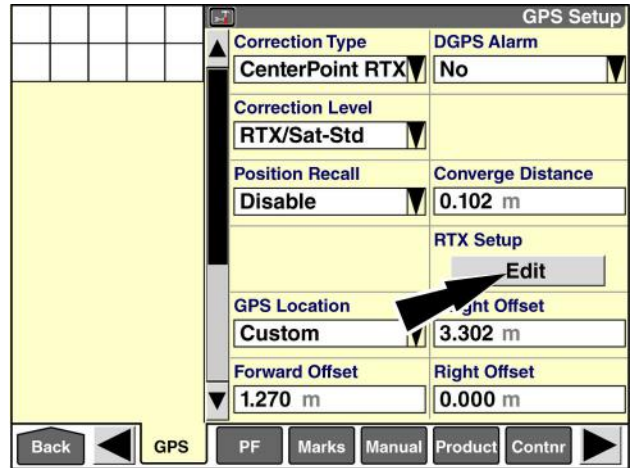 GPS Setup
Correction Type
DGPS Alarm
CenterPoint RTX
No
Correction Level
RTX/Sat-Std
Position Recall
Converge Distance
Disable
0.102 m
RTX Setup
Edit
GPS Location
ght Offset
Custom
3.302 m
Forward Offset
Right Offset
1.270 m
0.000 m
Back
GPS
PF
Marks
Manual
Product
Contnr